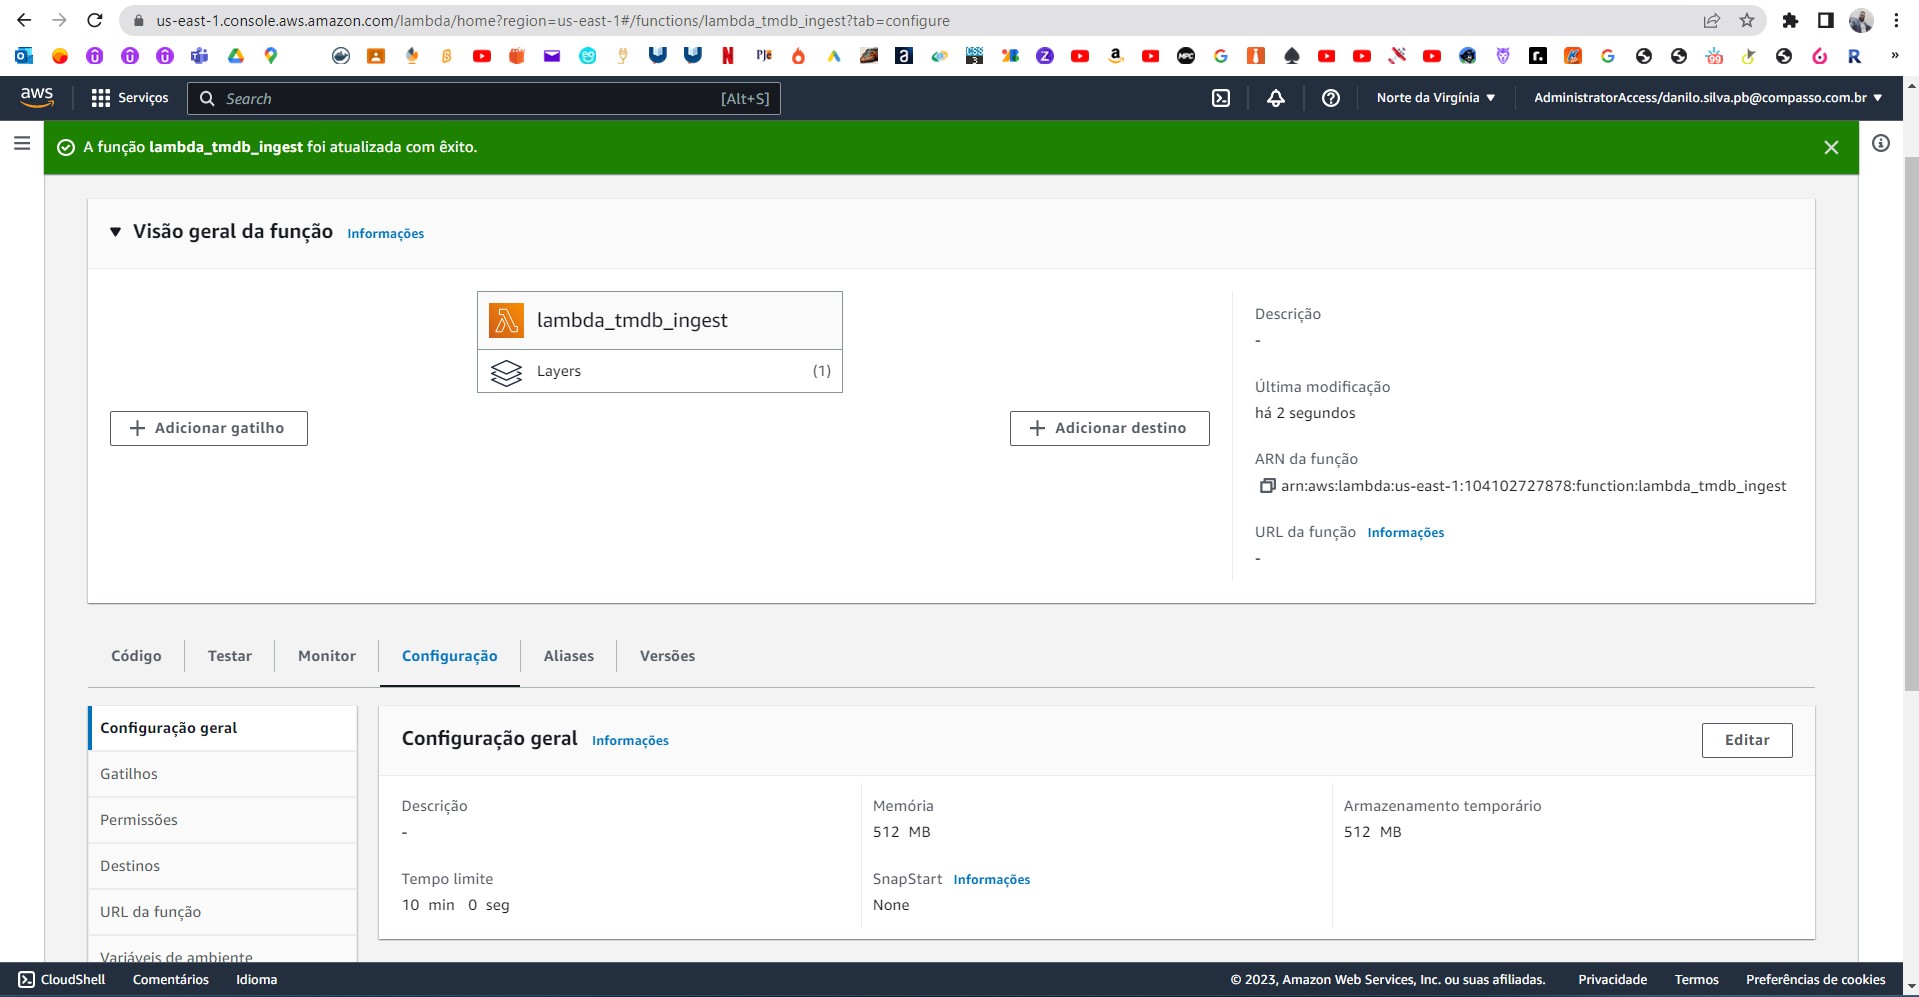 us-east-1.console.aws.amazon.com/lambda/home?region=us-east-1#/functions/lambda_tmdb_ingest?tab=configure
aws
Serviços
Search [Alt+S]
Norte da Virgínia ▼
AdministratorAccess/danilo.silva.pb@compasso.com.br ▼
A função lambda_tmdb_ingest foi atualizada com êxito.
Visão geral da função Informações
lambda_tmdb_ingest
Layers (1)
+ Adicionar gatilho
+ Adicionar destino
Descrição
-
Última modificação
há 2 segundos
ARN da função
arn:aws:lambda:us-east-1:104102727878:function:lambda_tmdb_ingest
URL da função Informações
-
Código Testar Monitor Configuração Aliases Versões
Configuração geral
Gatilhos
Permissões
Destinos
URL da função
Variáveis de ambiente
Configuração geral Informações
Editar
Descrição
-
Tempo limite
10 min 0 seg
Memória
512 MB
SnapStart Informações
None
Armazenamento temporário
512 MB
CloudShell Comentários Idioma
© 2023, Amazon Web Services, Inc. ou suas afiliadas. Privacidade Termos Preferências de cookies